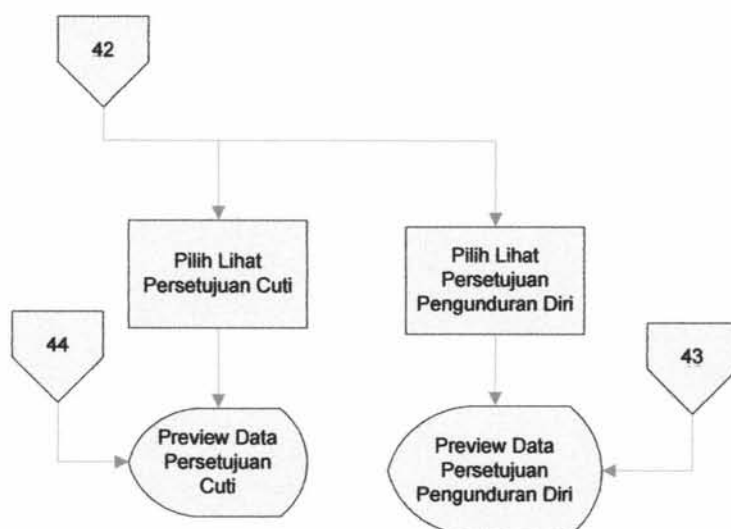 42
Pilih Lihat
Persetujuan Cuti
Pilih Lihat
Persetujuan
Pengunduran Diri
44
43
Preview Data
Persetujuan
Cuti
Preview Data
Persetujuan
Pengunduran Diri